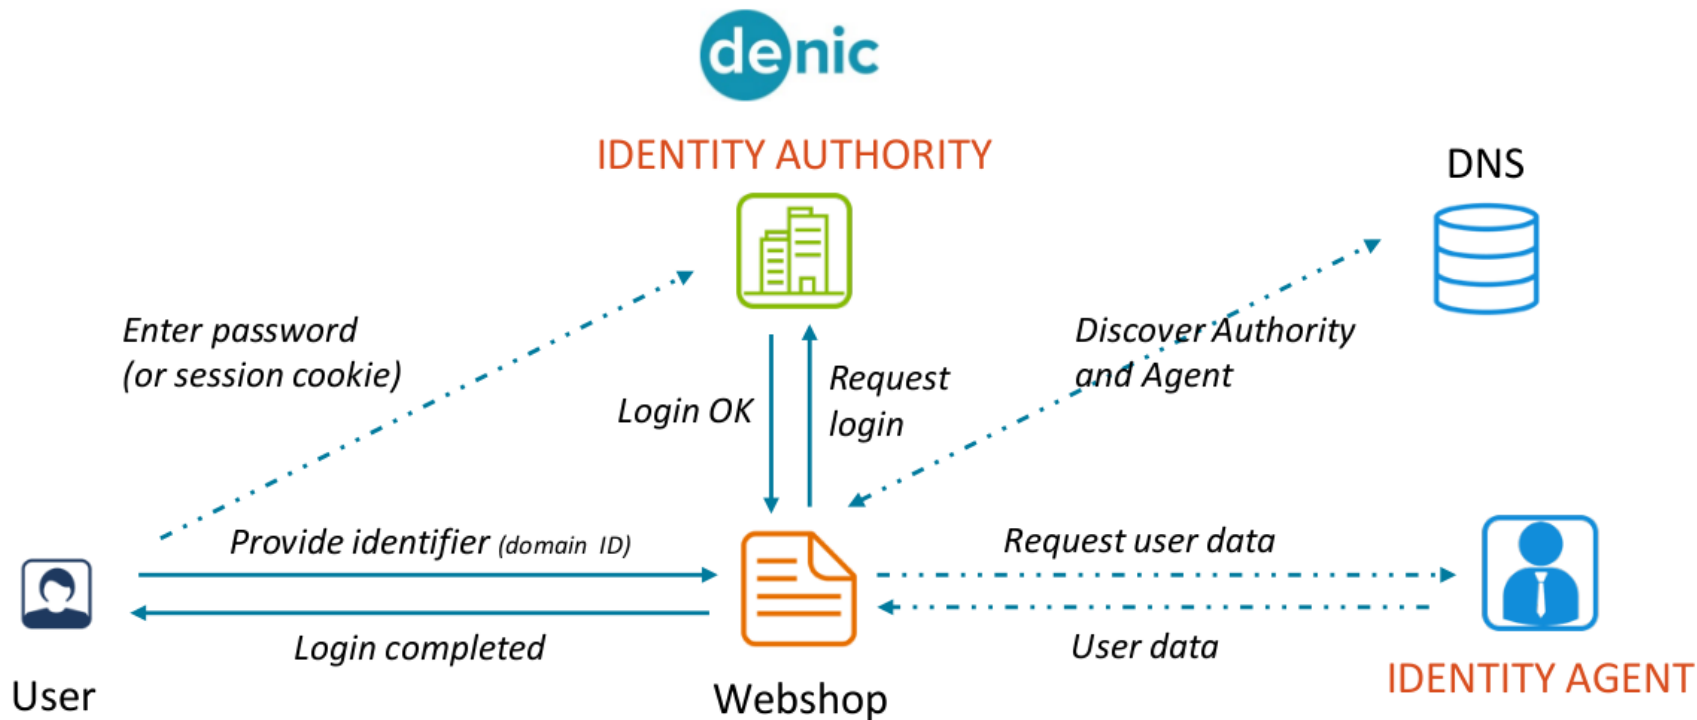 denic
IDENTITY AUTHORITY
DNS
Enter password
(or session cookie)
Discover Authority
and Agent
Request
login
Login OK
Provide identifier (domain ID)
Request user data
Login completed
User data
User
Webshop
IDENTITY AGENT